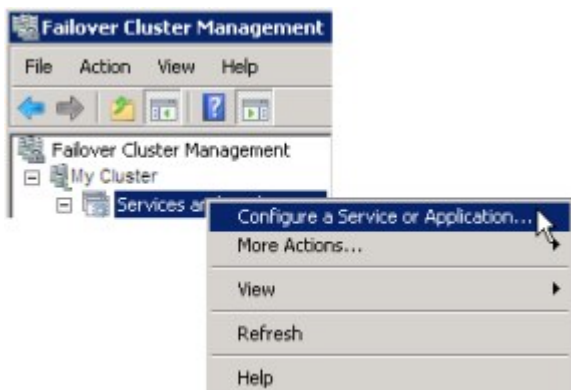 Failover Cluster Management
File Action View Help
Failover Cluster Management
My Cluster
Services
Configure a Service or Application...
More Actions...
View
Refresh
Help